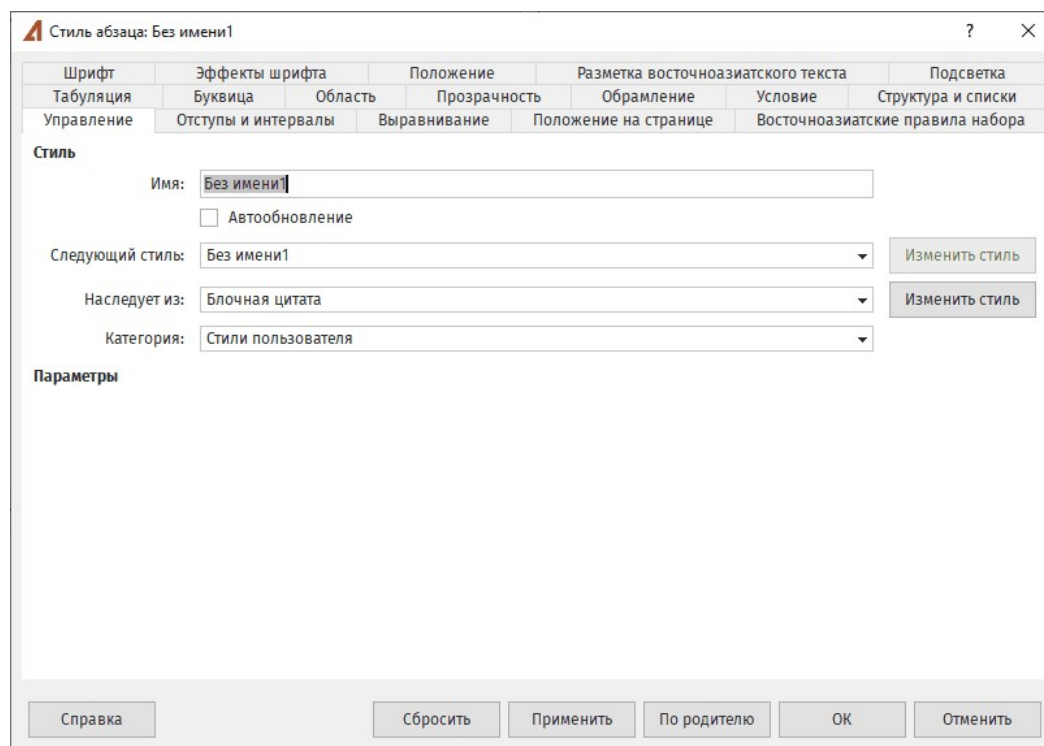 Стиль абзаца: Без имени1 ?
Шрифт Эффекты шрифта Положение Разметка восточноазиатского текста Подсветка
Табуляция Буквица Область Прозрачность Обрамление Условие Структура и списки
Управление Отступы и интервалы Выравнивание Положение на странице Восточноазиатские правила набора
Стиль
Имя: Без имени1
Автообновление
Следующий стиль: Без имени1 Изменить стиль
Наследует из: Блочная цитата Изменить стиль
Категория: Стили пользователя
Параметры
Справка Сбросить Применить По родителю ОК Отменить